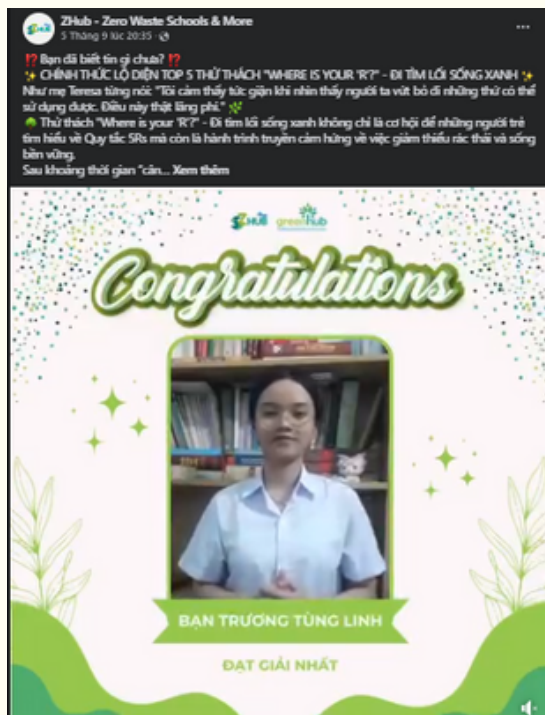 ZHub - Zero Waste Schools & More
5 Tháng 9 lúc 20:35 ·
⁉️ Bạn đã biết tin gì chưa? ⁉️
✨ CHÍNH THỨC LỘ DIỆN TOP 5 THỬ THÁCH "WHERE IS YOUR 'R'?" - ĐI TÌM LỐI SỐNG XANH ✨
Như mẹ Teresa từng nói: "Tôi cảm thấy tức giận khi nhìn thấy người ta vứt bỏ đi những thứ có thể
sử dụng được. Điều này thật lãng phí." 🌿
🌳 Thử thách "Where is your 'R'?" - Đi tìm lối sống xanh không chỉ là cơ hội để những người trẻ
tìm hiểu về Quy tắc 5Rs mà còn là hành trình truyền cảm hứng về việc giảm thiểu rác thải và sống
bền vững.
Sau khoảng thời gian "cân... Xem thêm
ZHUB greenhub
Congratulations
BẠN TRƯƠNG TÙNG LINH
ĐẠT GIẢI NHẤT